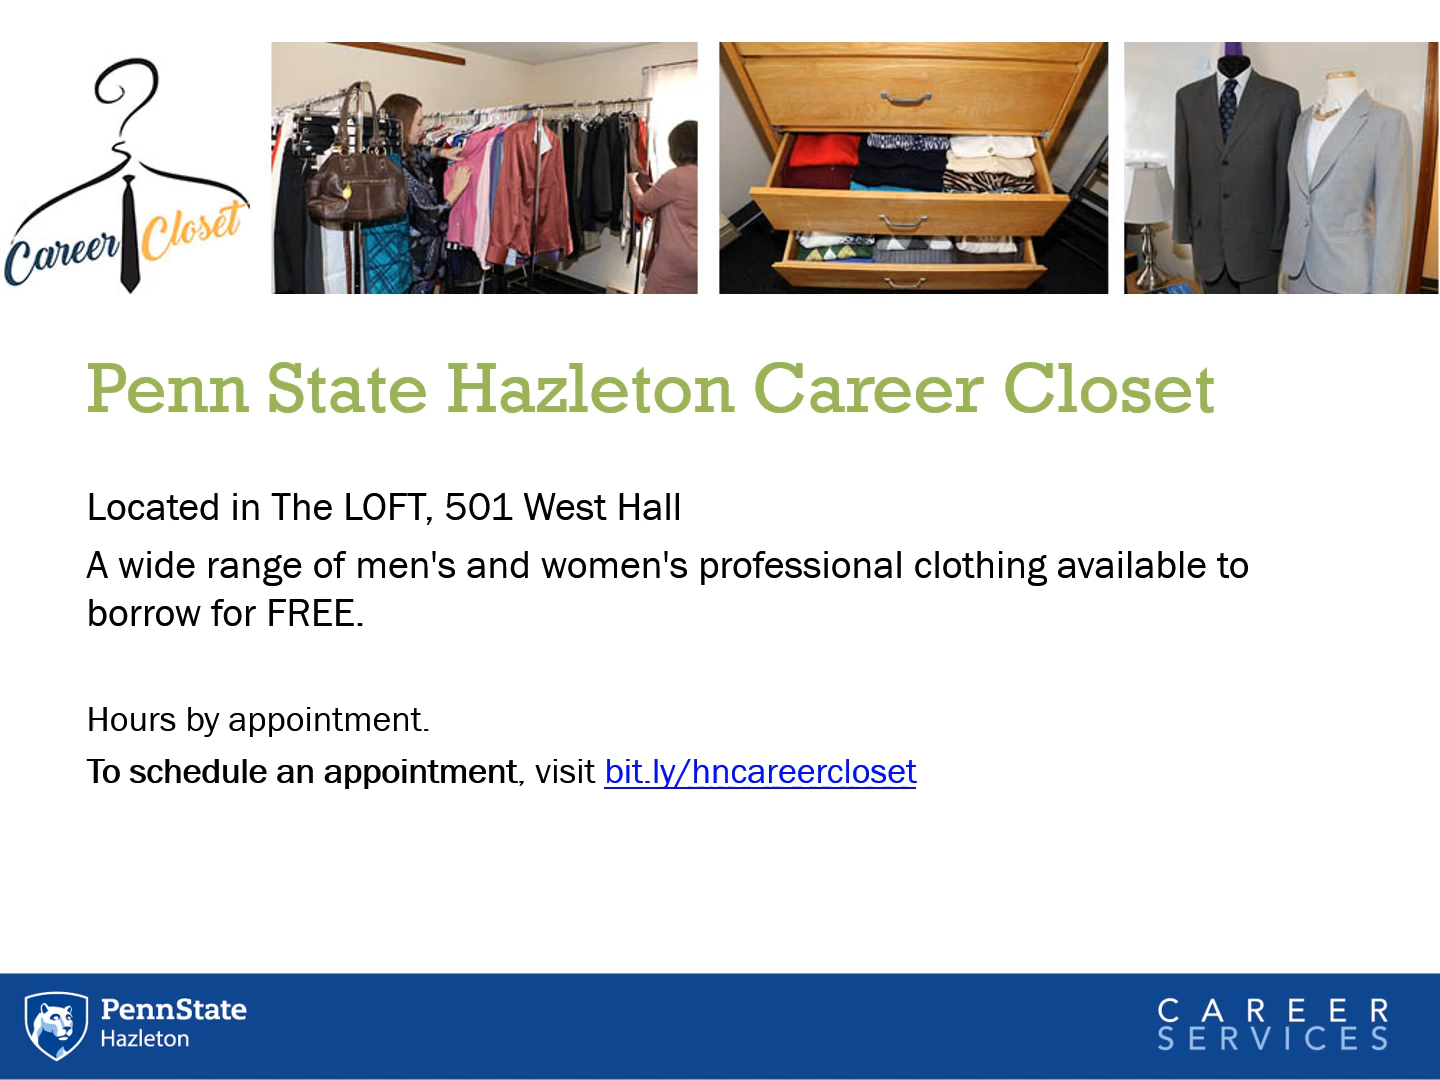 Career Closet
Penn State Hazleton Career Closet
Located in The LOFT, 501 West Hall
A wide range of men's and women's professional clothing available to
borrow for FREE.
Hours by appointment.
To schedule an appointment, visit bit.ly/hncareercloset
PennState
Hazleton
CAREER
SERVICES